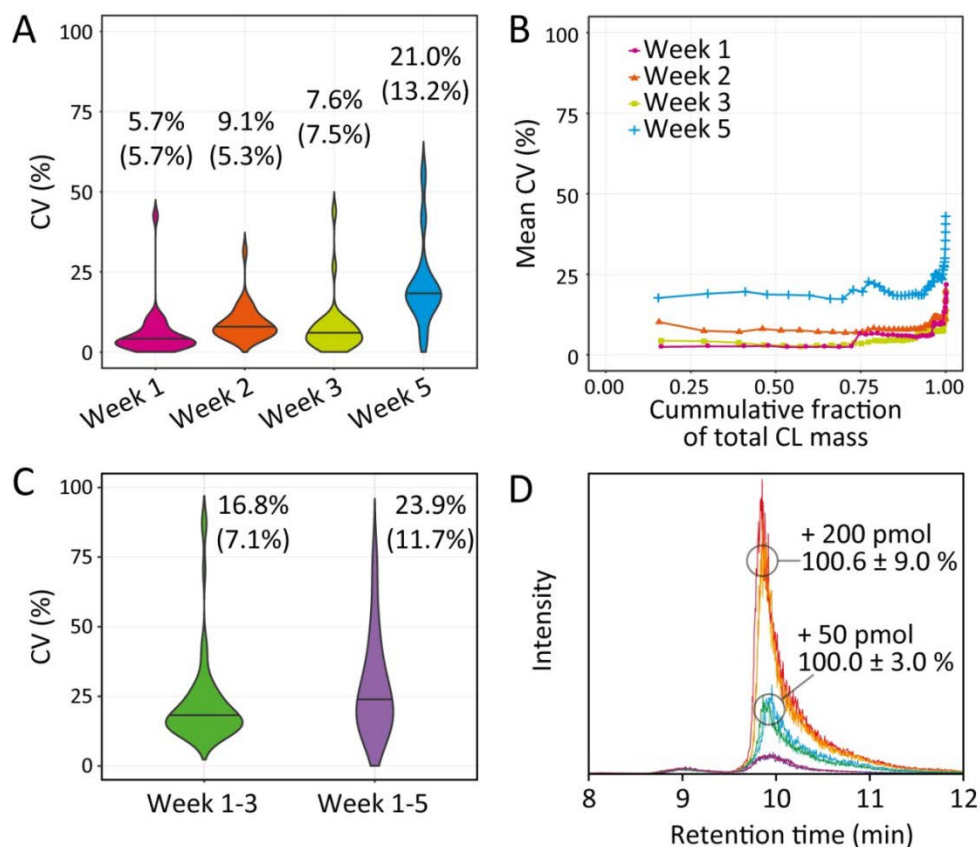 A
100
75
50
25
0
CV (%)
5.7%
(5.7%)
9.1%
(5.3%)
7.6%
(7.5%)
21.0%
(13.2%)
Week 1
Week 2
Week 3
Week 5
B
100
75
50
25
0
Mean CV (%)
Week 1
Week 2
Week 3
Week 5
0.00
0.25
0.50
0.75
1.00
Cummulative fraction
of total CL mass
C
100
75
50
25
0
CV (%)
16.8%
(7.1%)
23.9%
(11.7%)
Week 1-3
Week 1-5
D
Intensity
+ 200 pmol
100.6 ± 9.0 %
+ 50 pmol
100.0 ± 3.0 %
8
9
10
11
12
Retention time (min)